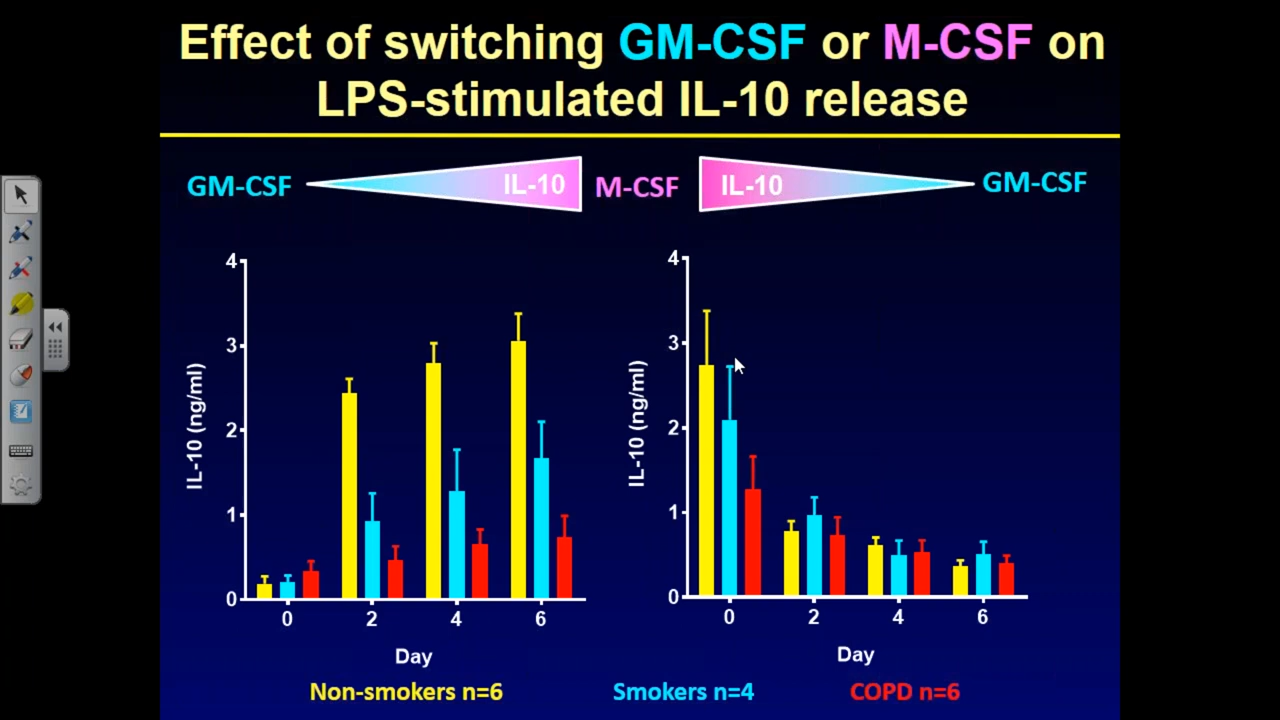 Effect of switching GM-CSF or M-CSF on
LPS-stimulated IL-10 release
GM-CSF IL-10 M-CSF IL-10 GM-CSF
4
3
2
1
0
IL-10 (ng/ml)
0 2 4 6
Day
4
3
2
1
0
IL-10 (ng/ml)
0 2 4 6
Day
Non-smokers n=6 Smokers n=4 COPD n=6